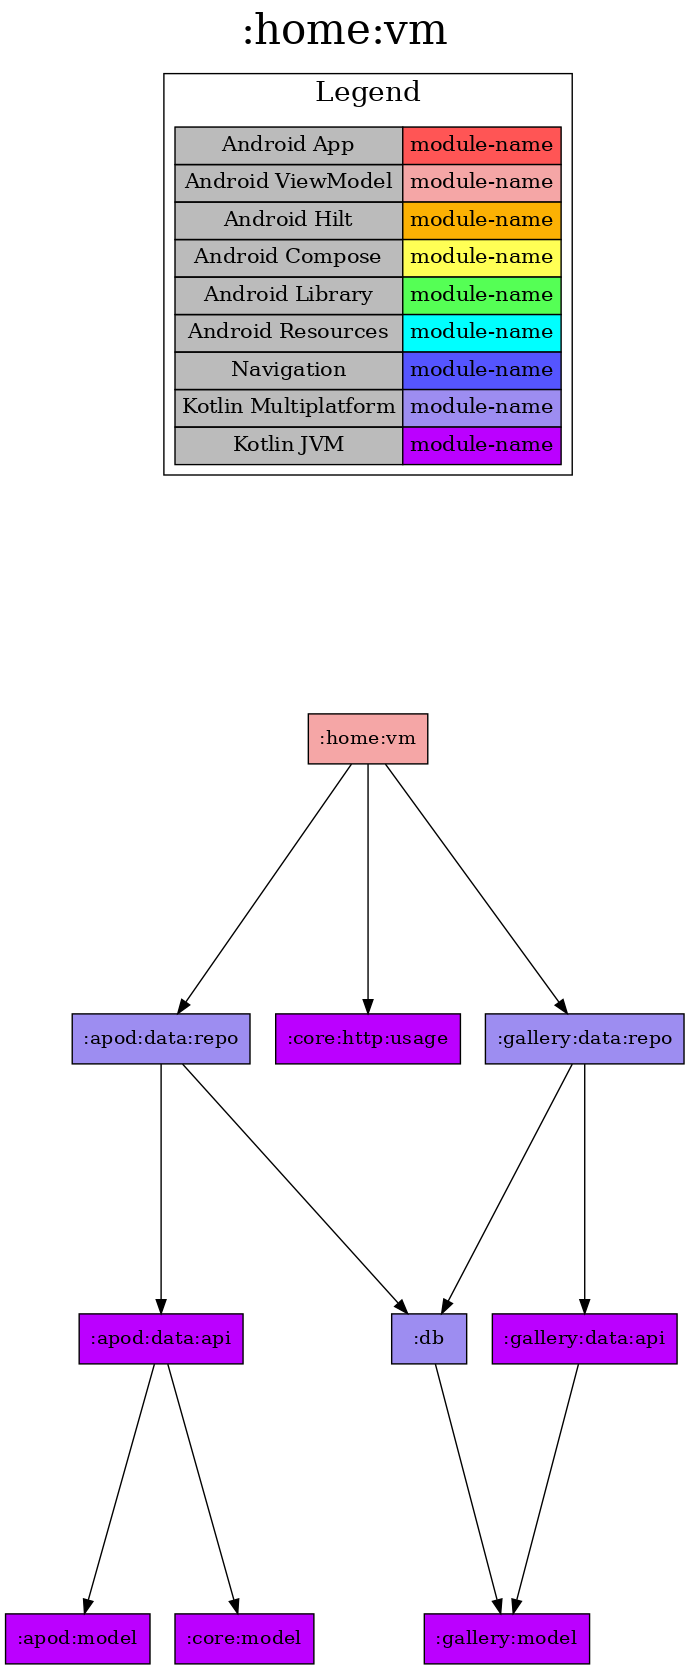 :home:vm
Legend
Android App module-name
Android ViewModel module-name
Android Hilt module-name
Android Compose module-name
Android Library module-name
Android Resources module-name
Navigation module-name
Kotlin Multiplatform module-name
Kotlin JVM module-name
:home:vm
:apod:data:repo :core:http:usage :gallery:data:repo
:apod:data:api :db :gallery:data:api
:apod:model :core:model :gallery:model